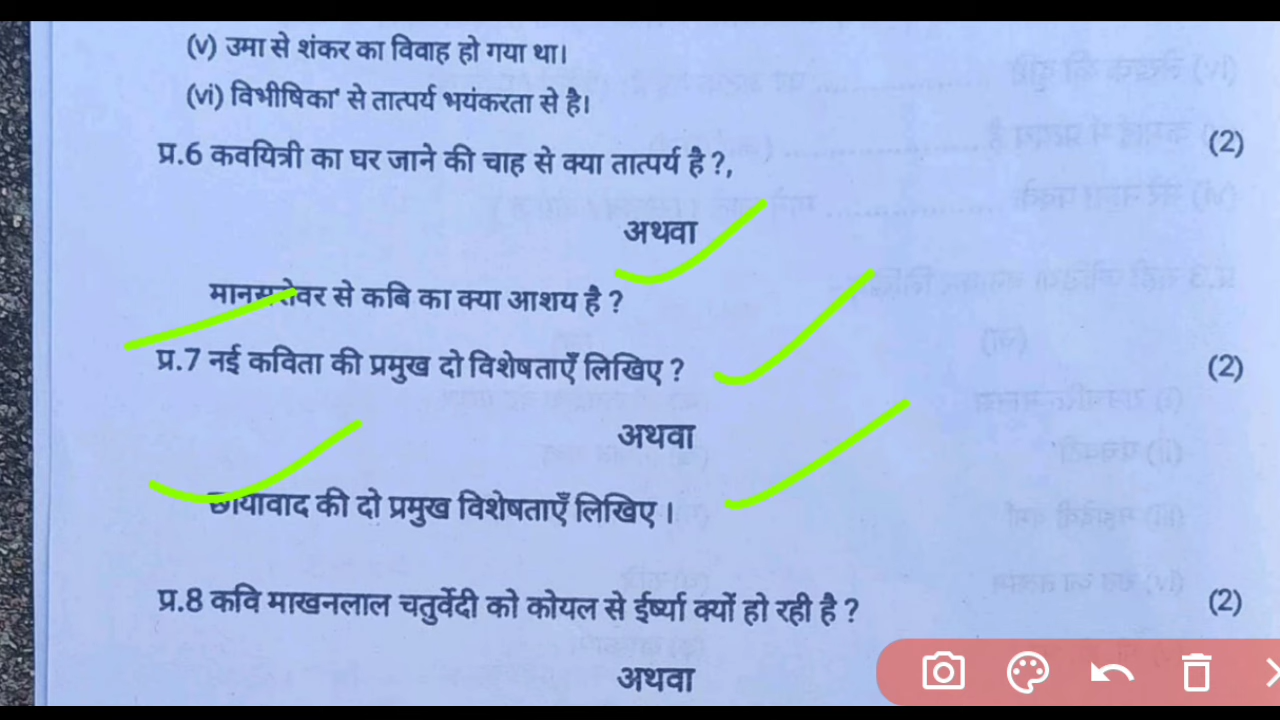 (v) उमा से शंकर का विवाह हो गया था।
(vi) विभीषिका' से तात्पर्य भयंकरता से है।
प्र.6 कवयित्री का घर जाने की चाह से क्या तात्पर्य है ?, (2)
अथवा
मानसरोवर से कबि का क्या आशय है ?
प्र.7 नई कविता की प्रमुख दो विशेषताएँ लिखिए ? (2)
अथवा
छायावाद की दो प्रमुख विशेषताएँ लिखिए ।
प्र.8 कवि माखनलाल चतुर्वेदी को कोयल से ईर्ष्या क्यों हो रही है ? (2)
अथवा